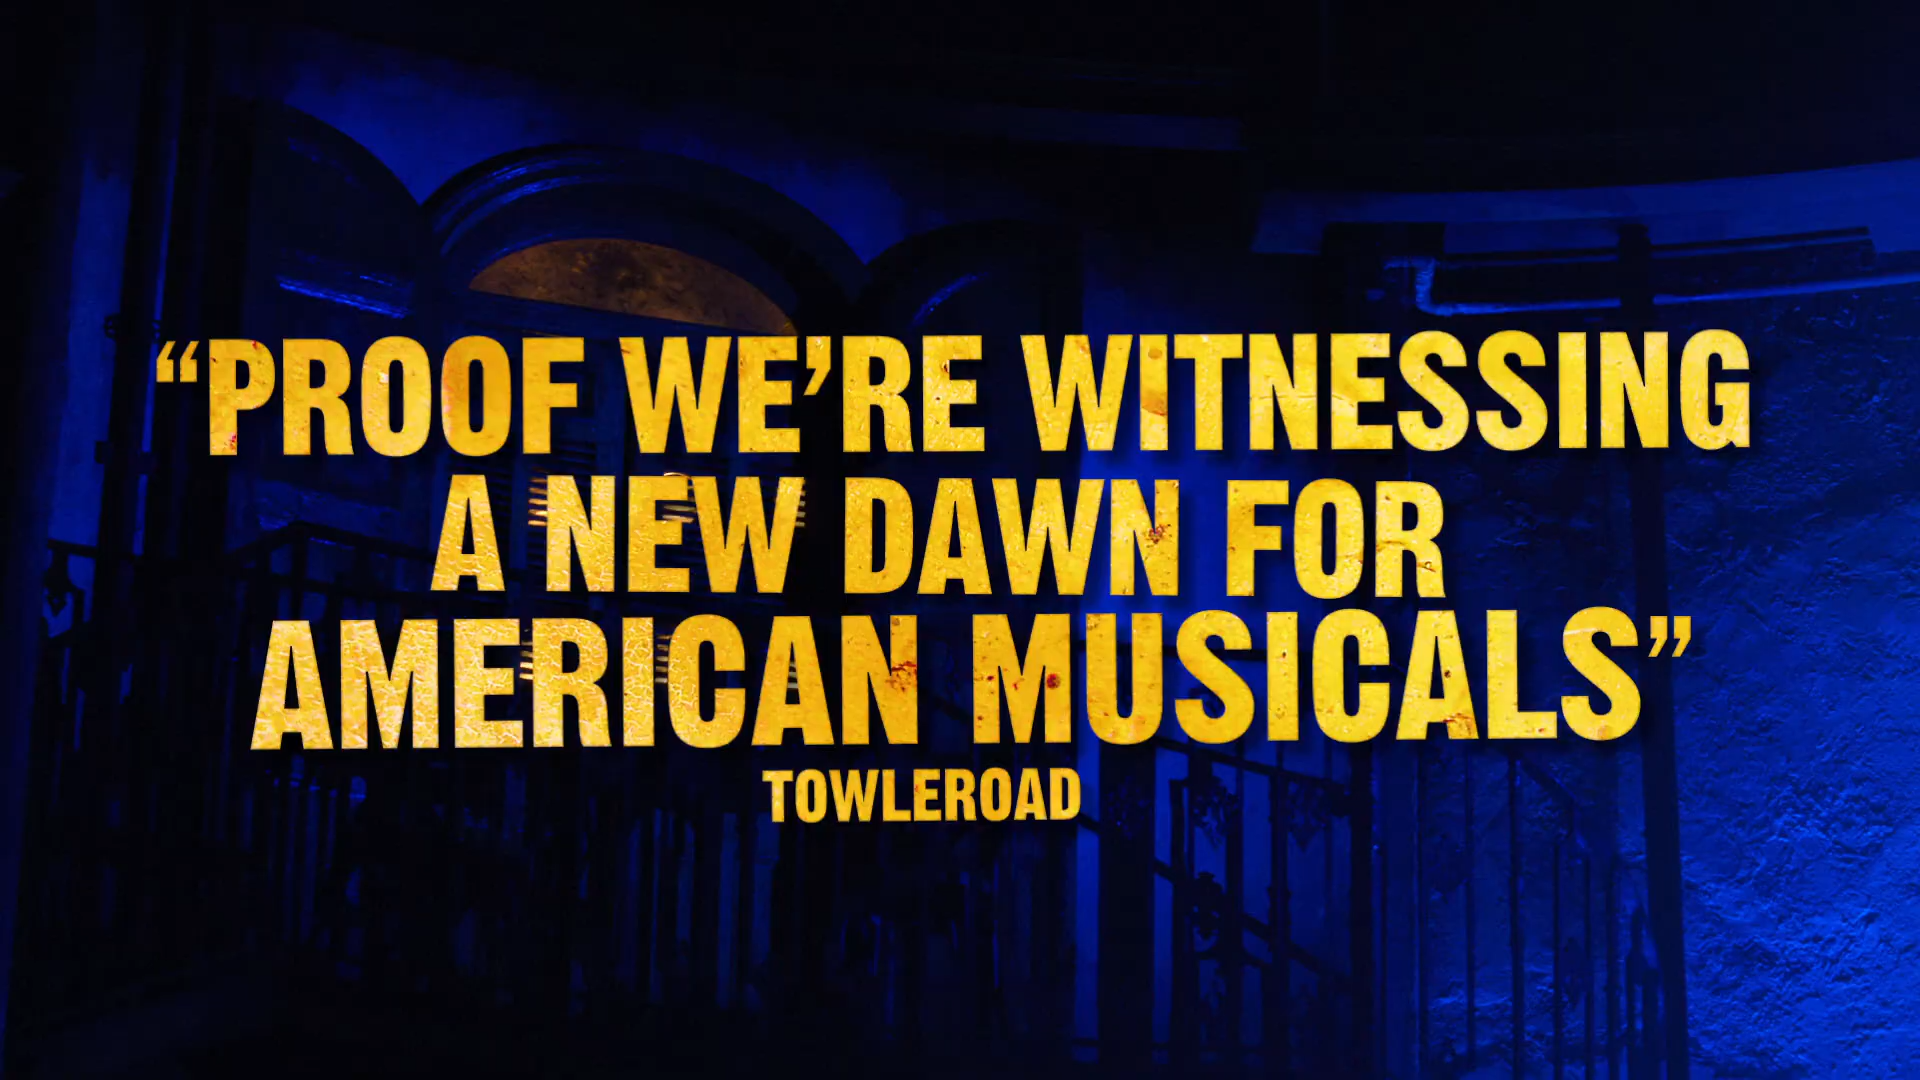 “PROOF WE’RE WITNESSING
A NEW DAWN FOR
AMERICAN MUSICALS”
TOWLEROAD